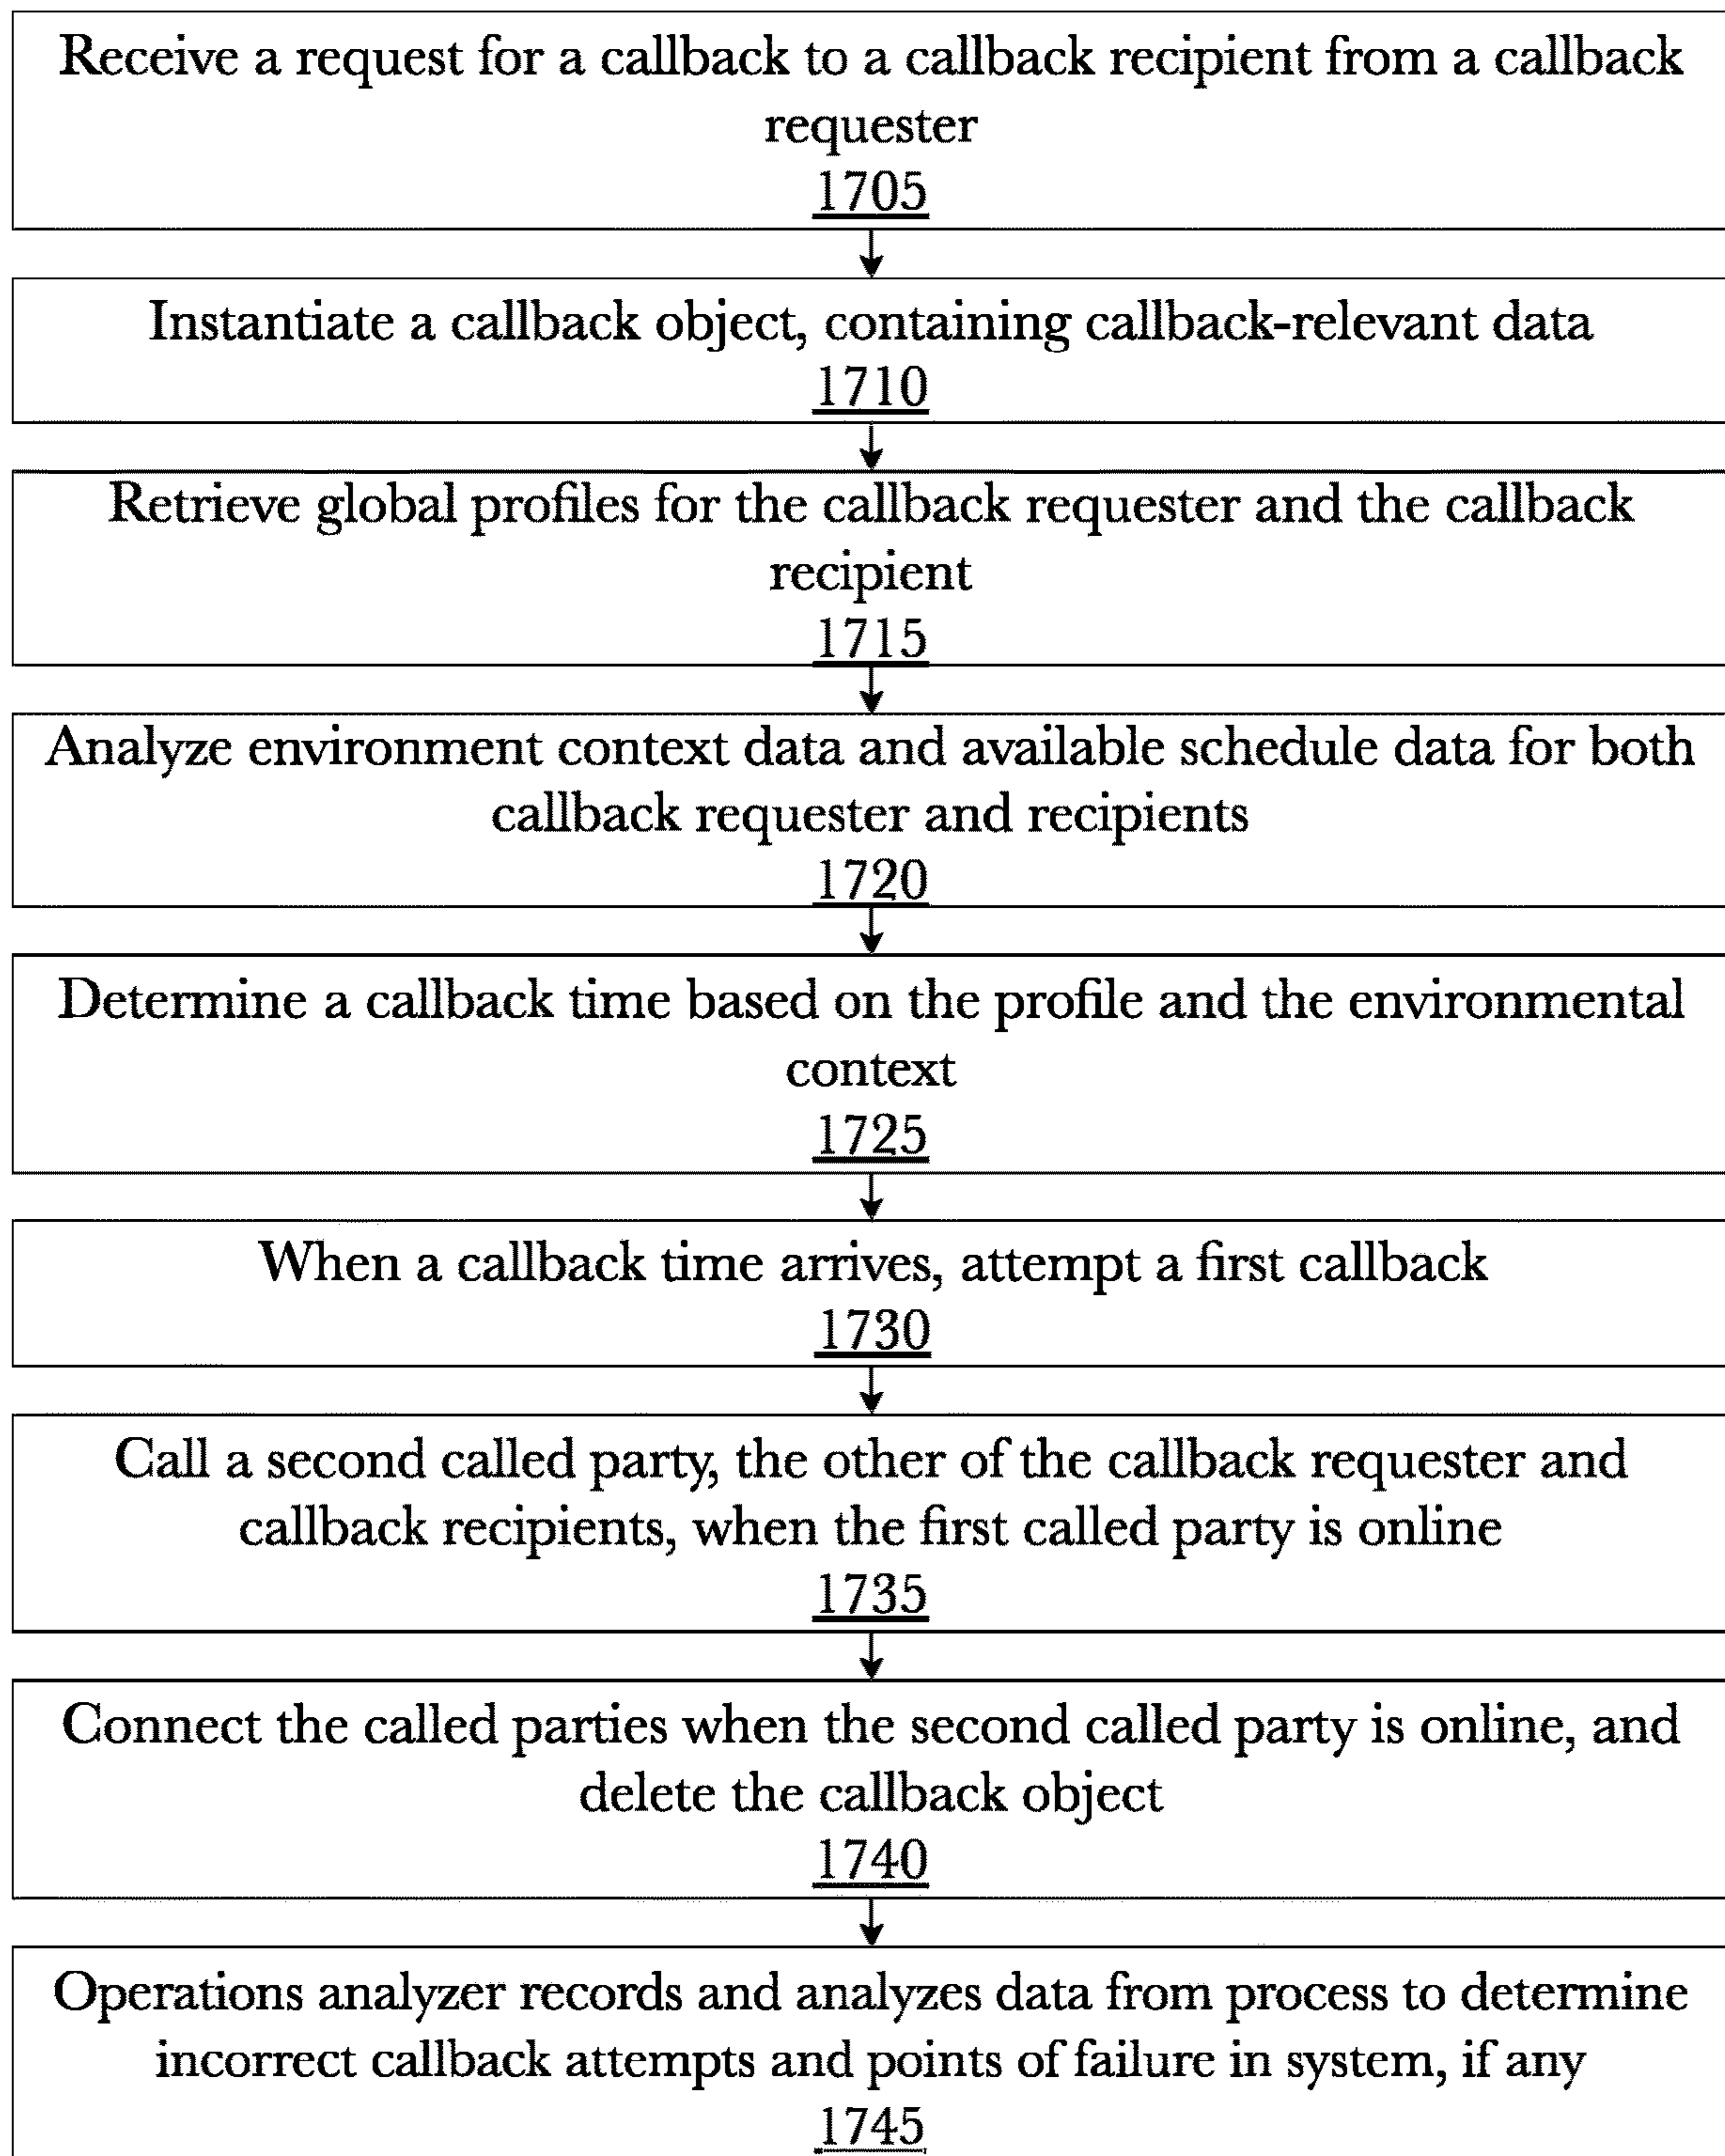 Receive a request for a callback to a callback recipient from a callback
requester
1705
Instantiate a callback object, containing callback-relevant data
1710
Retrieve global profiles for the callback requester and the callback
recipient
1715
Analyze environment context data and available schedule data for both
callback requester and recipients
1720
Determine a callback time based on the profile and the environmental
context
1725
When a callback time arrives, attempt a first callback
1730
Call a second called party, the other of the callback requester and
callback recipients, when the first called party is online
1735
Connect the called parties when the second called party is online, and
delete the callback object
1740
Operations analyzer records and analyzes data from process to determine
incorrect callback attempts and points of failure in system, if any
1745